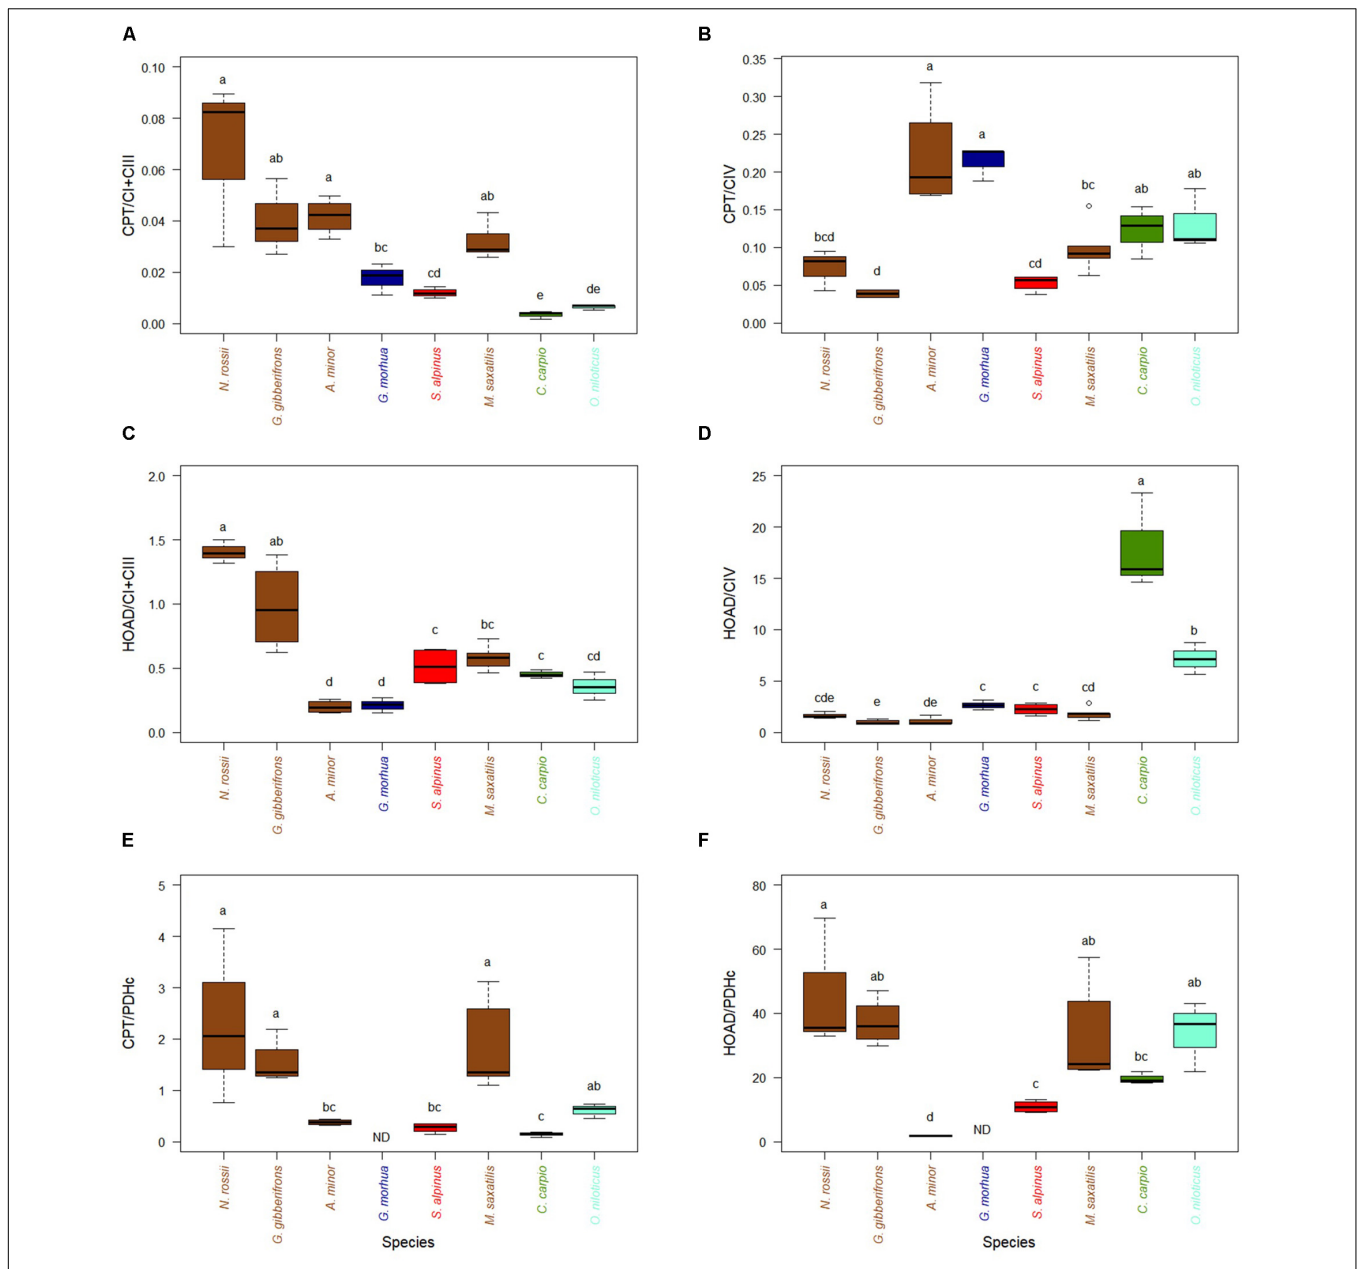 A
CPT/CI+CIII
0.10
0.08
0.06
0.04
0.02
0.00
a
ab
a
bc
cd
ab
e
de
N. rossii
G. gibberifrons
A. minor
G. morhua
S. alpinus
M. saxatilis
C. carpio
O. niloticus
B
CPT/CIV
0.35
0.30
0.25
0.20
0.15
0.10
0.05
0.00
bcd
d
a
a
cd
bc
ab
ab
N. rossii
G. gibberifrons
A. minor
G. morhua
S. alpinus
M. saxatilis
C. carpio
O. niloticus
C
HOAD/CI+CIII
2.0
1.5
1.0
0.5
0.0
a
ab
d
d
c
bc
c
cd
N. rossii
G. gibberifrons
A. minor
G. morhua
S. alpinus
M. saxatilis
C. carpio
O. niloticus
D
HOAD/CIV
25
20
15
10
5
0
cde
e
de
c
c
cd
a
b
N. rossii
G. gibberifrons
A. minor
G. morhua
S. alpinus
M. saxatilis
C. carpio
O. niloticus
E
CPT/PDHc
5
4
3
2
1
0
a
a
bc
ND
bc
a
c
ab
N. rossii
G. gibberifrons
A. minor
G. morhua
S. alpinus
M. saxatilis
C. carpio
O. niloticus
Species
F
HOAD/PDHc
80
60
40
20
0
a
ab
d
ND
c
ab
bc
ab
N. rossii
G. gibberifrons
A. minor
G. morhua
S. alpinus
M. saxatilis
C. carpio
O. niloticus
Species